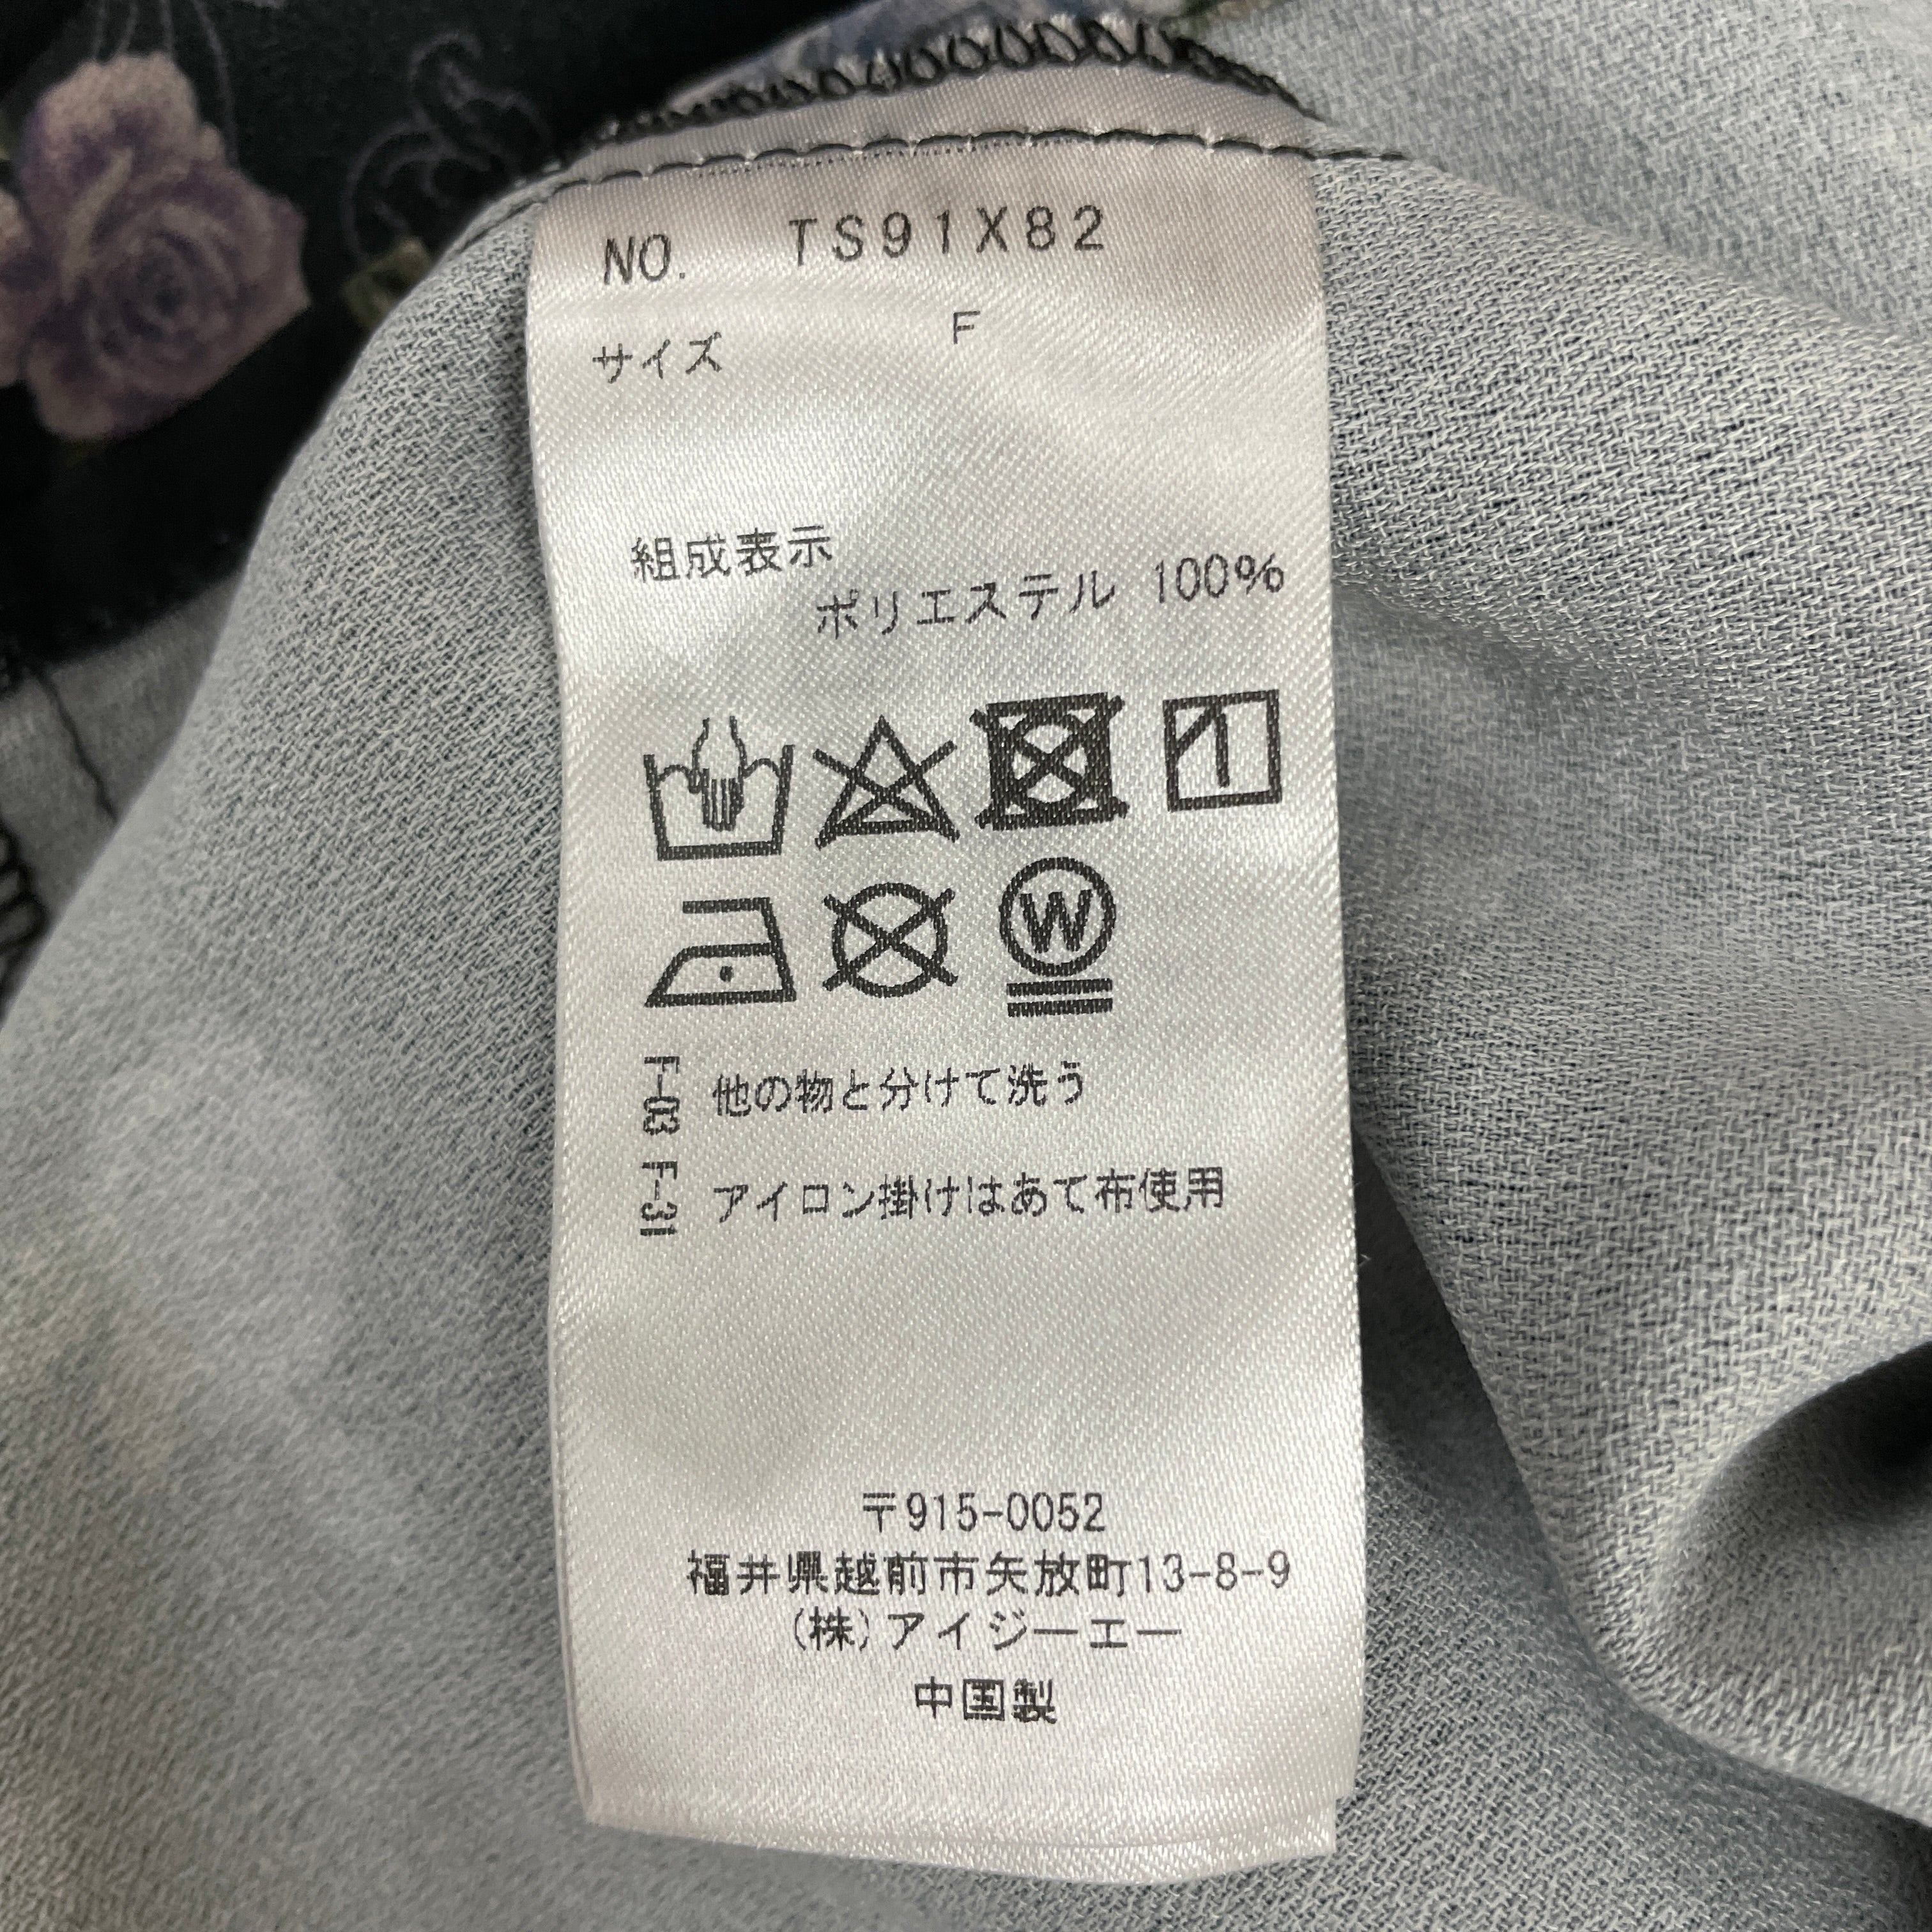 NO. TS91X82
サイズ F
組成表示
ポリエステル 100%
W
F-03 他の物と分けて洗う
F-31 アイロン掛けはあて布使用
〒915-0052
福井県越前市矢放町13-8-9
(株)アイジーエー
中国製